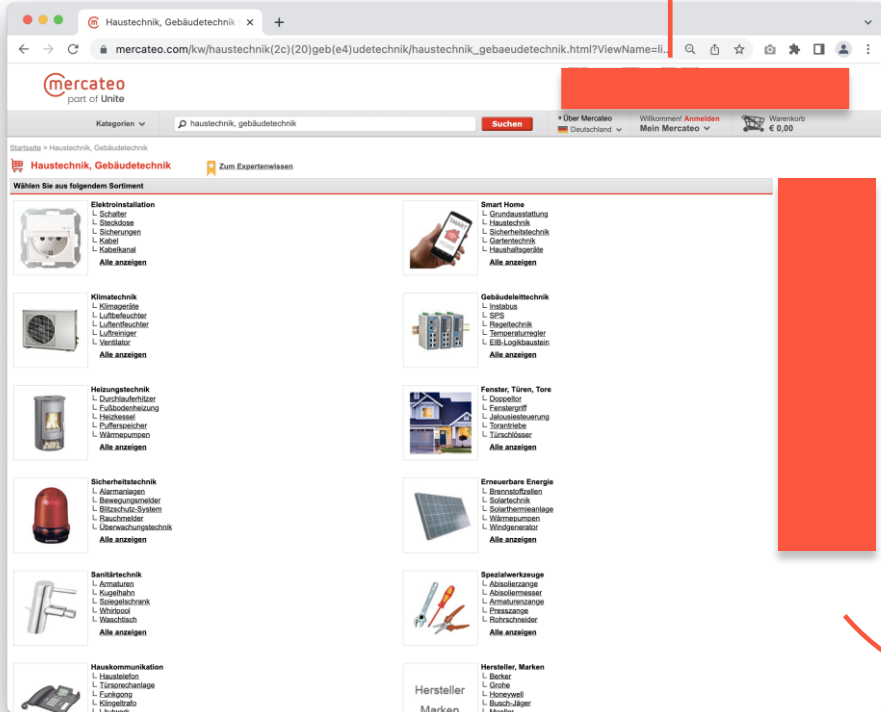 Haustechnik, Gebäudetechnik
mercateo.com/kw/haustechnik(2c)(20)geb(e4)udetechnik/haustechnik_gebaeudetechnik.html?ViewName=li...
mercateo
part of Unite
Kategorien
haustechnik, gebäudetechnik
Suchen
» Über Mercateo
Deutschland
Willkommen! Anmelden
Mein Mercateo
Warenkorb
€ 0,00
Startseite > Haustechnik, Gebäudetechnik
Haustechnik, Gebäudetechnik
Zum Expertenwissen
Wählen Sie aus folgendem Sortiment
Elektroinstallation
Schalter
Steckdose
Sicherungen
Kabel
Kabelkanal
Alle anzeigen
Smart Home
Grundausstattung
Haustechnik
Sicherheitstechnik
Gartentechnik
Haushaltsgeräte
Alle anzeigen
SMART
HOME
Klimatechnik
Klimageräte
Luftbefeuchter
Luftentfeuchter
Luftreiniger
Ventilator
Alle anzeigen
Gebäudeleittechnik
Instabus
SPS
Regeltechnik
Temperaturregler
EIB-Logikbaustein
Alle anzeigen
Heizungstechnik
Durchlauferhitzer
Fußbodenheizung
Heizkessel
Pufferspeicher
Wärmepumpen
Alle anzeigen
Fenster, Türen, Tore
Doppeltor
Fenstergriff
Jalousiesteuerung
Torantriebe
Türschlösser
Alle anzeigen
Sicherheitstechnik
Alarmanlagen
Bewegungsmelder
Blitzschutz-System
Rauchmelder
Überwachungstechnik
Alle anzeigen
Erneuerbare Energie
Brennstoffzellen
Solartechnik
Solarthermieanlage
Wärmepumpen
Windgenerator
Alle anzeigen
Sanitärtechnik
Armaturen
Kugelhahn
Spiegelschrank
Whirlpool
Waschtisch
Alle anzeigen
Spezialwerkzeuge
Abisolierzange
Abisoliermesser
Armaturenzange
Presszange
Rohrschneider
Alle anzeigen
Hauskommunikation
Haustelefon
Türsprechanlage
Funkgong
Klingeltrafo
Läutwerk
Hersteller
Marken
Hersteller, Marken
Berker
Grohe
Honeywell
Busch-Jäger
Moeller